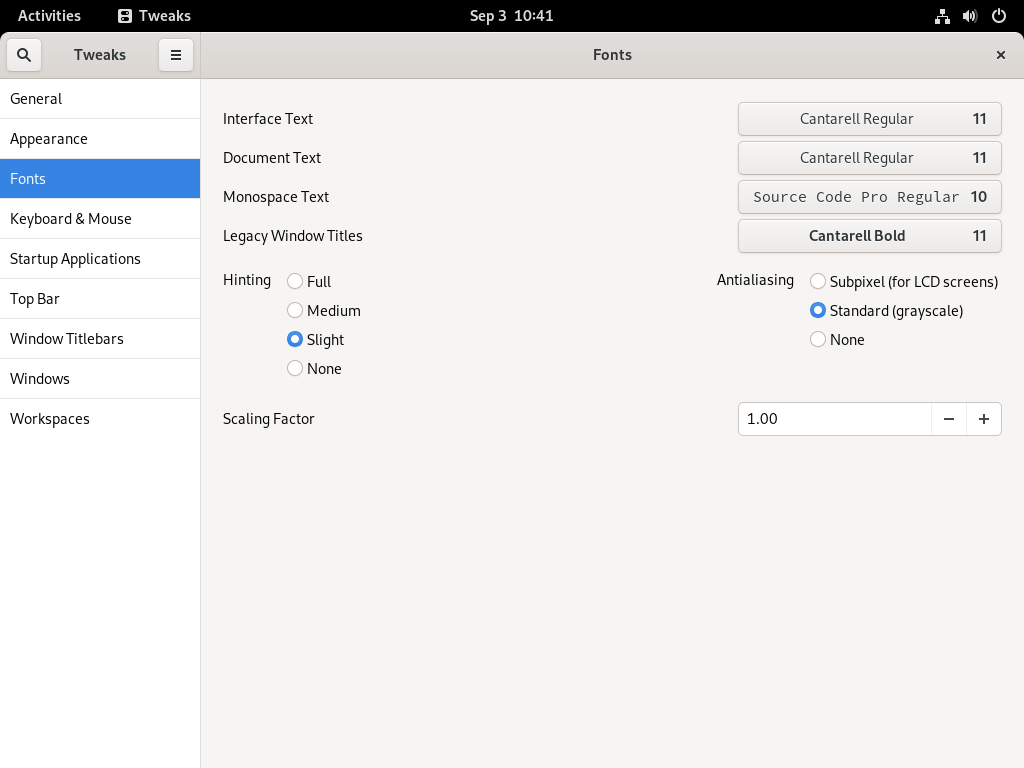 Activities Tweaks Sep 3 10:41
Tweaks Fonts
General
Appearance
Fonts
Keyboard & Mouse
Startup Applications
Top Bar
Window Titlebars
Windows
Workspaces
Interface Text Cantarell Regular 11
Document Text Cantarell Regular 11
Monospace Text Source Code Pro Regular 10
Legacy Window Titles Cantarell Bold 11
Hinting
Full
Medium
Slight
None
Antialiasing
Subpixel (for LCD screens)
Standard (grayscale)
None
Scaling Factor 1.00